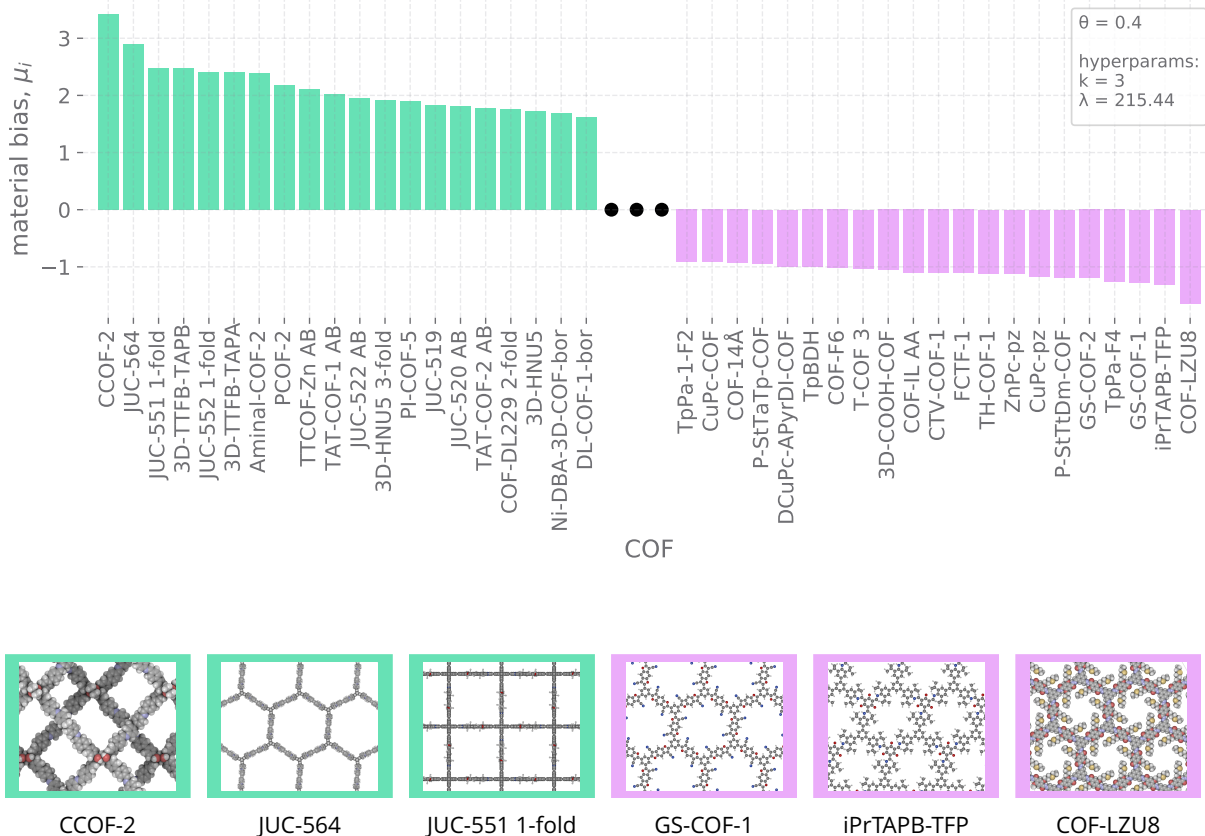 material bias, μi
3
2
1
0
−1
θ = 0.4
hyperparams:
k = 3
λ = 215.44
CCOF-2
JUC-564
JUC-551 1-fold
3D-TTFB-TAPB
JUC-552 1-fold
3D-TTFB-TAPA
Aminal-COF-2
PCOF-2
TTCOF-Zn AB
TAT-COF-1 AB
JUC-522 AB
3D-HNU5 3-fold
PI-COF-5
JUC-519
JUC-520 AB
TAT-COF-2 AB
COF-DL229 2-fold
3D-HNU5
Ni-DBA-3D-COF-bor
DL-COF-1-bor
TpPa-1-F2
CuPc-COF
COF-14Å
P-StTaTp-COF
DCuPc-APyrDI-COF
TpBDH
COF-F6
T-COF 3
3D-COOH-COF
COF-IL AA
CTV-COF-1
FCTF-1
TH-COF-1
ZnPc-pz
CuPc-pz
P-StTtDm-COF
GS-COF-2
TpPa-F4
GS-COF-1
iPrTAPB-TFP
COF-LZU8
COF
CCOF-2
JUC-564
JUC-551 1-fold
GS-COF-1
iPrTAPB-TFP
COF-LZU8